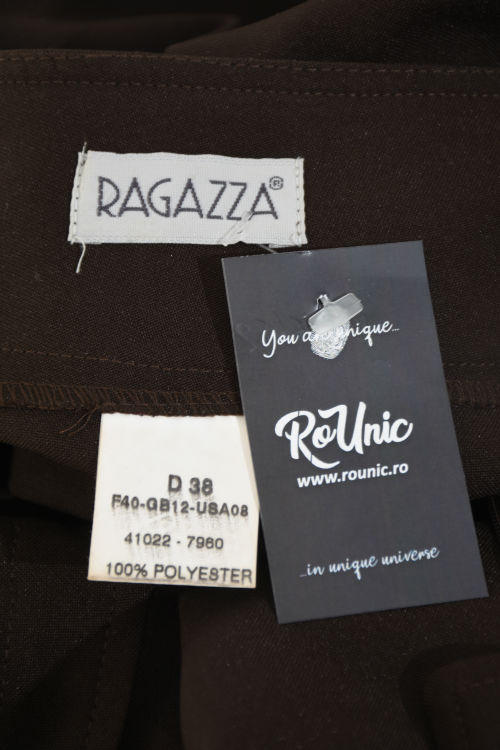 RAGAZZA®
You are unique...
RoUnic
www.rounic.ro
...in unique universe
D 38
F40-GB12-USA08
41022 - 7960
100% POLYESTER